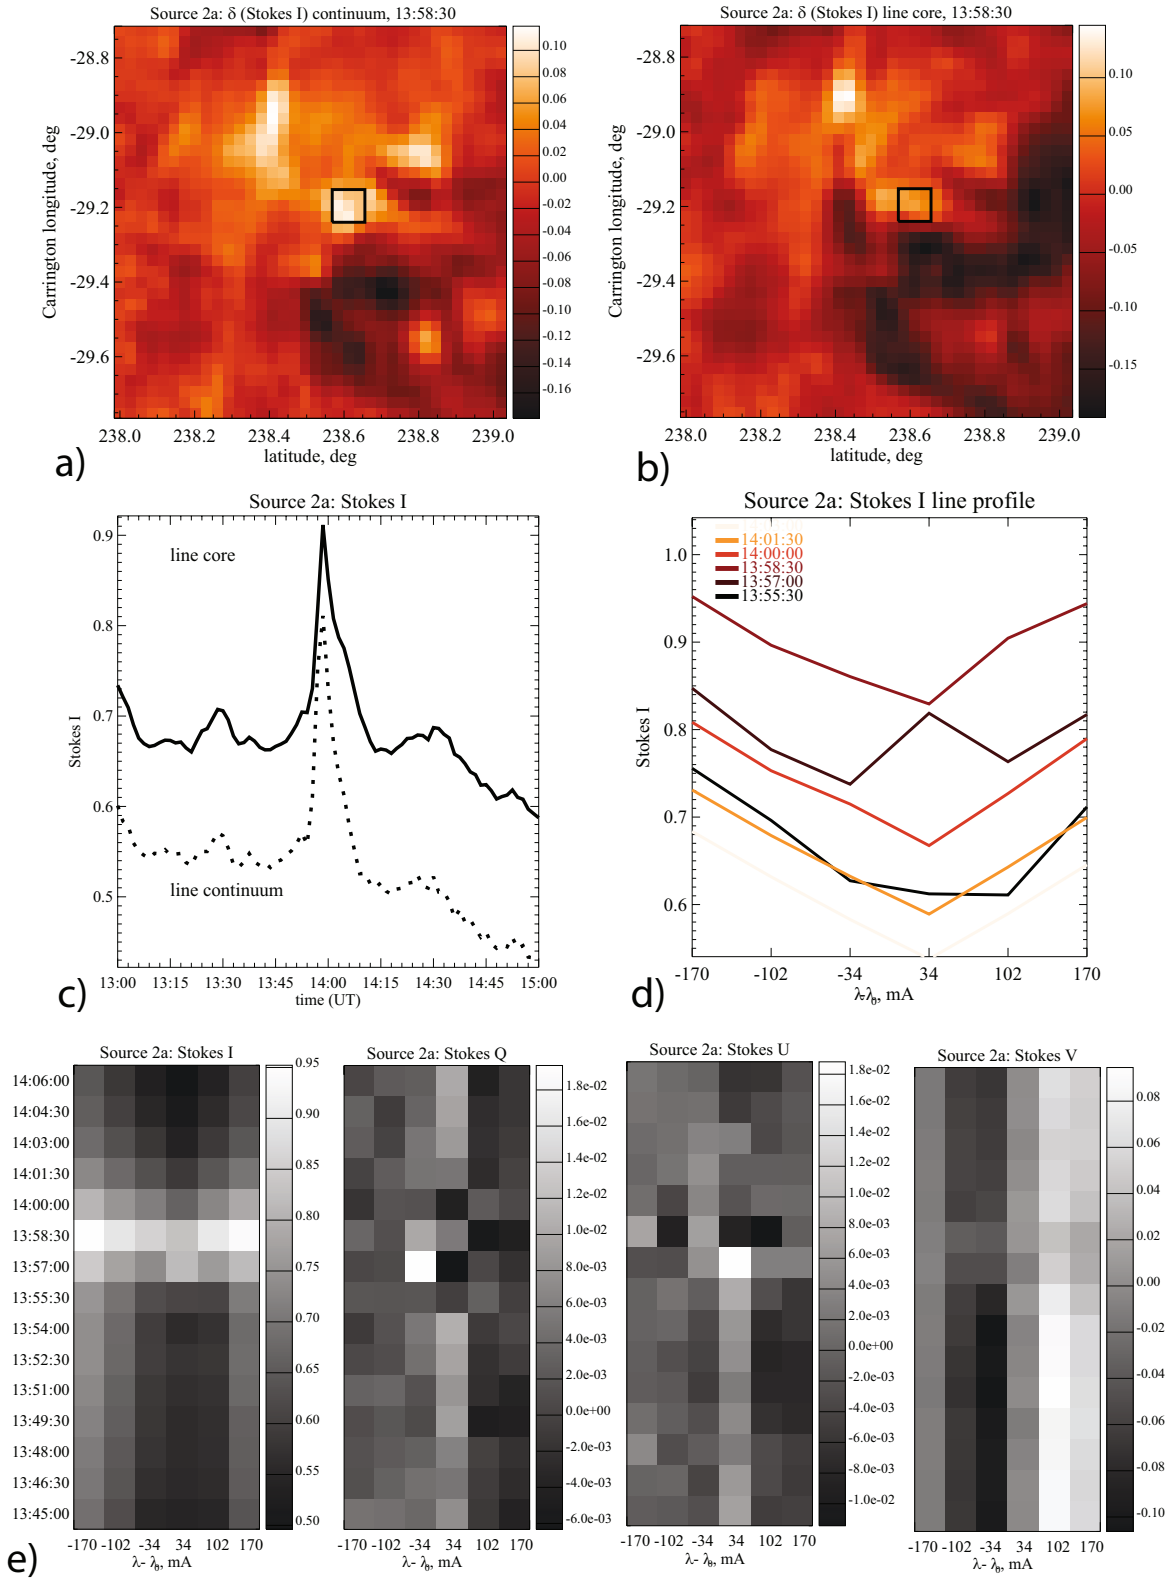 Source 2a: δ (Stokes I) continuum, 13:58:30
-28.8
-29.0
-29.2
-29.4
-29.6
Carrington longitude, deg
238.0 238.2 238.4 238.6 238.8 239.0
latitude, deg
0.10
0.08
0.06
0.04
0.02
0.00
-0.02
-0.04
-0.06
-0.08
-0.10
-0.12
-0.14
-0.16
a)
Source 2a: δ (Stokes I) line core, 13:58:30
-28.8
-29.0
-29.2
-29.4
-29.6
Carrington longitude, deg
238.0 238.2 238.4 238.6 238.8 239.0
latitude, deg
0.10
0.05
0.00
-0.05
-0.10
-0.15
b)
Source 2a: Stokes I
0.9
0.8
0.7
0.6
0.5
Stokes I
line core
line continuum
13:00 13:15 13:30 13:45 14:00 14:15 14:30 14:45 15:00
time (UT)
c)
Source 2a: Stokes I line profile
14:01:30
14:00:00
13:58:30
13:57:00
13:55:30
1.0
0.9
0.8
0.7
0.6
Stokes I
-170 -102 -34 34 102 170
λ-λ₀, mA
d)
Source 2a: Stokes I
14:06:00
14:04:30
14:03:00
14:01:30
14:00:00
13:58:30
13:57:00
13:55:30
13:54:00
13:52:30
13:51:00
13:49:30
13:48:00
13:46:30
13:45:00
-170 -102 -34 34 102 170
λ- λ₀, mA
0.95
0.90
0.85
0.80
0.75
0.70
0.65
0.60
0.55
0.50
Source 2a: Stokes Q
-170 -102 -34 34 102 170
λ- λ₀, mA
1.8e-02
1.6e-02
1.4e-02
1.2e-02
1.0e-02
8.0e-03
6.0e-03
4.0e-03
2.0e-03
0.0e+00
-2.0e-03
-4.0e-03
-6.0e-03
Source 2a: Stokes U
-170 -102 -34 34 102 170
λ- λ₀, mA
1.8e-02
1.6e-02
1.4e-02
1.2e-02
1.0e-02
8.0e-03
6.0e-03
4.0e-03
2.0e-03
0.0e+00
-2.0e-03
-4.0e-03
-6.0e-03
-8.0e-03
-1.0e-02
Source 2a: Stokes V
-170 -102 -34 34 102 170
λ- λ₀, mA
0.08
0.06
0.04
0.02
0.00
-0.02
-0.04
-0.06
-0.08
-0.10
e)